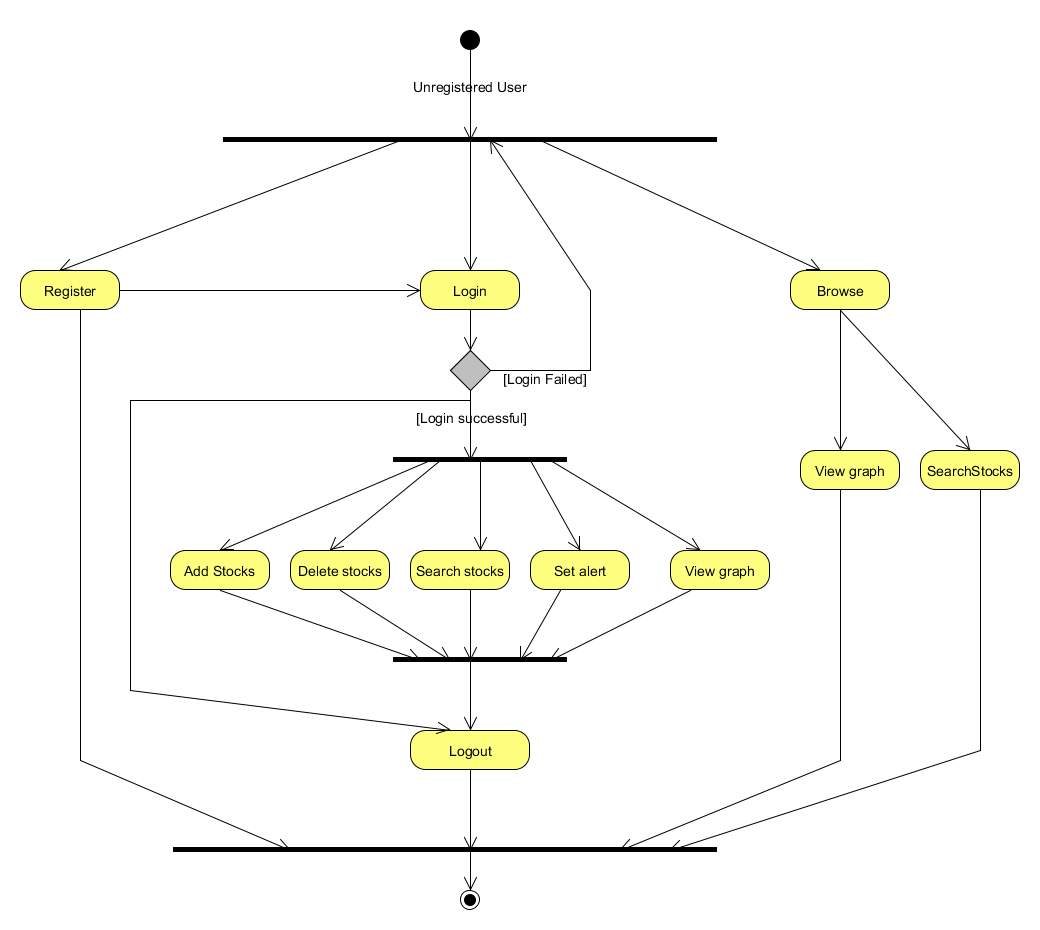 Unregistered User
Register
Login
Browse
[Login Failed]
[Login successful]
View graph
SearchStocks
Add Stocks
Delete stocks
Search stocks
Set alert
View graph
Logout